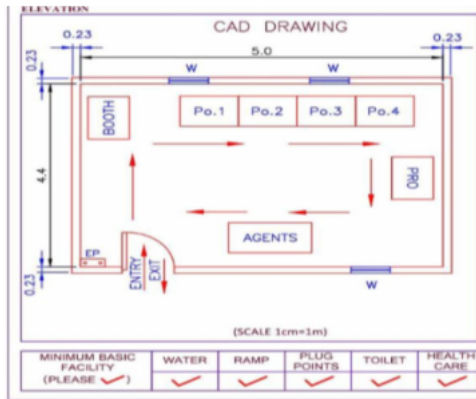 ELEVATION
CAD DRAWING
0.23
5.0
0.23
0.23
W
W
BOOTH
Po.1
Po.2
Po.3
Po.4
4.4
PRO
AGENTS
EP
ENTRY
EXIT
0.23
W
(SCALE 1cm=1m)
MINIMUM BASIC FACILITY (PLEASE ✓)
WATER
RAMP
PLUG POINTS
TOILET
HEALTH CARE
✓ ✓ ✓ ✓ ✓